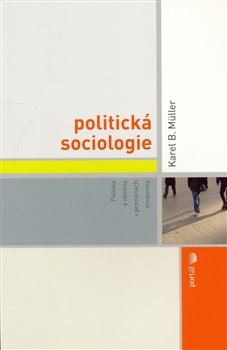 politická
sociologie
Karel B. Müller
Politika
a identita
v proměnách
modernity
portál